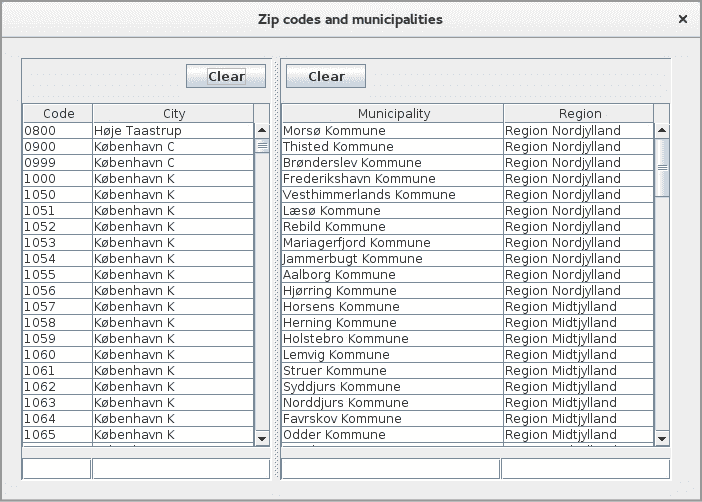 Zip codes and municipalities
Clear
Code City
0800 Høje Taastrup
0900 København C
0999 København C
1000 København K
1050 København K
1051 København K
1052 København K
1053 København K
1054 København K
1055 København K
1056 København K
1057 København K
1058 København K
1059 København K
1060 København K
1061 København K
1062 København K
1063 København K
1064 København K
1065 København K
Clear
Municipality Region
Morsø Kommune Region Nordjylland
Thisted Kommune Region Nordjylland
Brønderslev Kommune Region Nordjylland
Frederikshavn Kommune Region Nordjylland
Vesthimmerlands Kommune Region Nordjylland
Læsø Kommune Region Nordjylland
Rebild Kommune Region Nordjylland
Mariagerfjord Kommune Region Nordjylland
Jammerbugt Kommune Region Nordjylland
Aalborg Kommune Region Nordjylland
Hjørring Kommune Region Nordjylland
Horsens Kommune Region Midtjylland
Herning Kommune Region Midtjylland
Holstebro Kommune Region Midtjylland
Lemvig Kommune Region Midtjylland
Struer Kommune Region Midtjylland
Syddjurs Kommune Region Midtjylland
Norddjurs Kommune Region Midtjylland
Favrskov Kommune Region Midtjylland
Odder Kommune Region Midtjylland